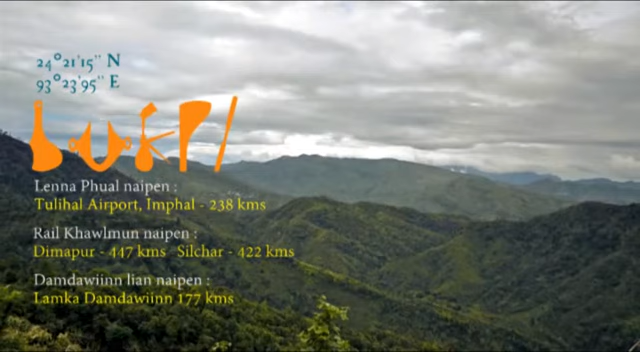 24°21'15" N
93°23'95" E
LUKPI
Lenna Phual naipen :
Tulihal Airport, Imphal - 238 kms
Rail Khawlmun naipen :
Dimapur - 447 kms Silchar - 422 kms
Damdawiinn lian naipen :
Lamka Damdawiinn 177 kms